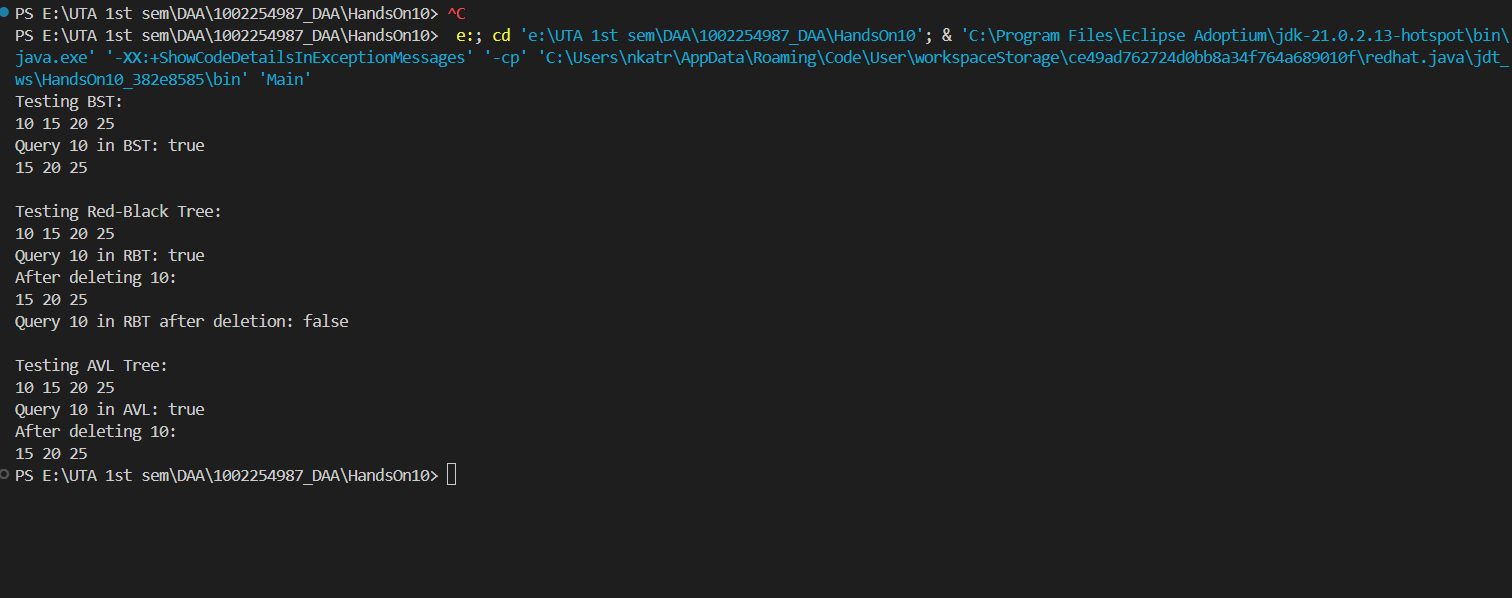 PS E:\UTA 1st sem\DAA\1002254987_DAA\HandsOn10> ^C
PS E:\UTA 1st sem\DAA\1002254987_DAA\HandsOn10>  e:; cd 'e:\UTA 1st sem\DAA\1002254987_DAA\HandsOn10'; & 'C:\Program Files\Eclipse Adoptium\jdk-21.0.2.13-hotspot\bin\
java.exe' '-XX:+ShowCodeDetailsInExceptionMessages' '-cp' 'C:\Users\nkatr\AppData\Roaming\Code\User\workspaceStorage\ce49ad762724d0bb8a34f764a689010f\redhat.java\jdt_
ws\HandsOn10_382e8585\bin' 'Main'
Testing BST:
10 15 20 25
Query 10 in BST: true
15 20 25

Testing Red-Black Tree:
10 15 20 25
Query 10 in RBT: true
After deleting 10:
15 20 25
Query 10 in RBT after deletion: false

Testing AVL Tree:
10 15 20 25
Query 10 in AVL: true
After deleting 10:
15 20 25
PS E:\UTA 1st sem\DAA\1002254987_DAA\HandsOn10>